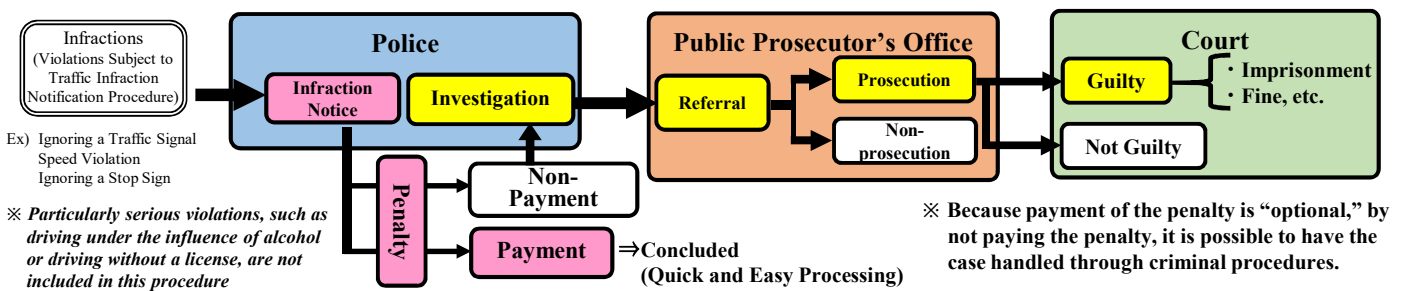 Infractions
(Violations Subject to
Traffic Infraction
Notification Procedure)
Ex) Ignoring a Traffic Signal
Speed Violation
Ignoring a Stop Sign
※ Particularly serious violations, such as
driving under the influence of alcohol
or driving without a license, are not
included in this procedure
Police
Infraction
Notice
Investigation
Penalty
Non-
Payment
Payment
⇒Concluded
(Quick and Easy Processing)
Public Prosecutor's Office
Referral
Prosecution
Non-
prosecution
Court
Guilty
・Imprisonment
・Fine, etc.
Not Guilty
※ Because payment of the penalty is “optional,” by
not paying the penalty, it is possible to have the
case handled through criminal procedures.